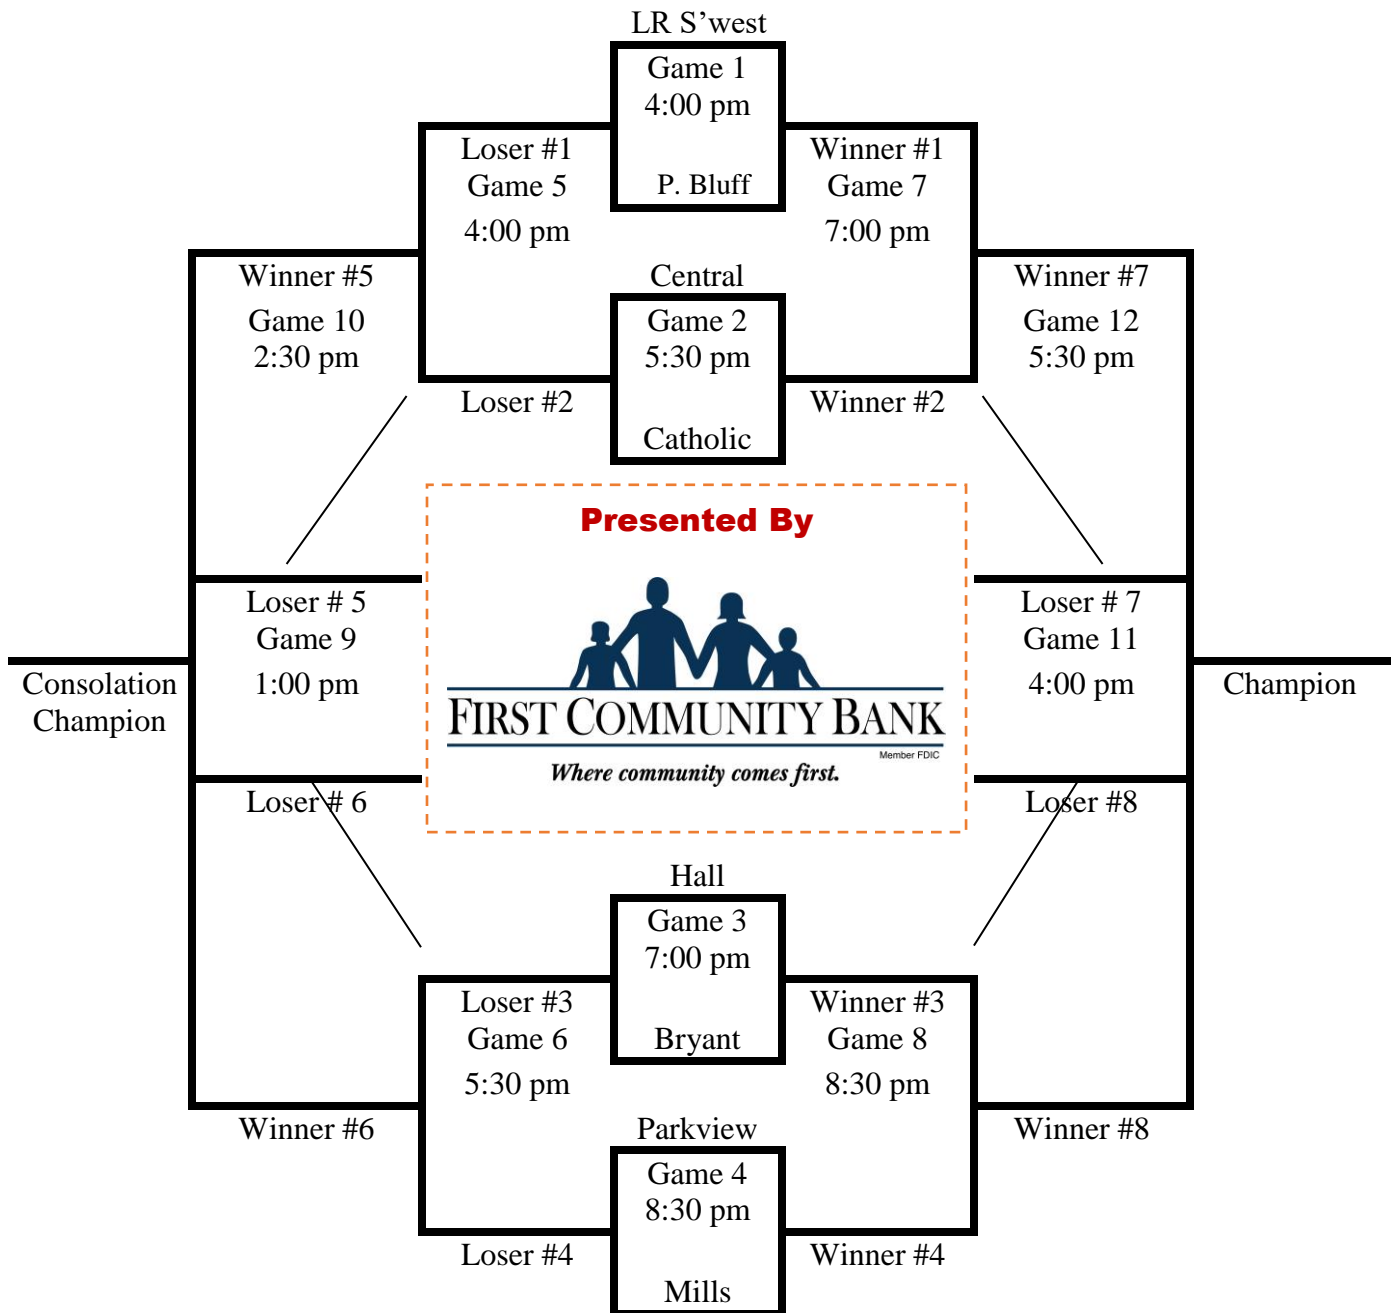 LR S’west
Game 1
4:00 pm
P. Bluff
Loser #1
Game 5
4:00 pm
Winner #1
Game 7
7:00 pm
Winner #5
Game 10
2:30 pm
Central
Game 2
5:30 pm
Catholic
Winner #7
Game 12
5:30 pm
Loser #2
Winner #2
Presented By
FIRST COMMUNITY BANK
Member FDIC
Where community comes first.
Loser # 5
Game 9
1:00 pm
Loser # 6
Loser # 7
Game 11
4:00 pm
Loser #8
Consolation
Champion
Champion
Hall
Game 3
7:00 pm
Bryant
Loser #3
Game 6
5:30 pm
Winner #3
Game 8
8:30 pm
Winner #6
Parkview
Game 4
8:30 pm
Mills
Winner #8
Loser #4
Winner #4